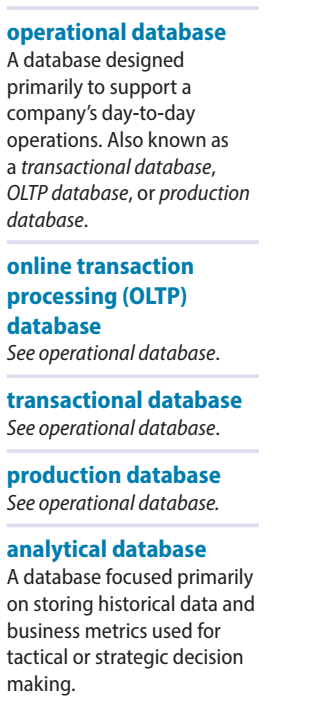 operational database
A database designed
primarily to support a
company’s day-to-day
operations. Also known as
a transactional database,
OLTP database, or production
database.
online transaction
processing (OLTP)
database
See operational database.
transactional database
See operational database.
production database
See operational database.
analytical database
A database focused primarily
on storing historical data and
business metrics used for
tactical or strategic decision
making.